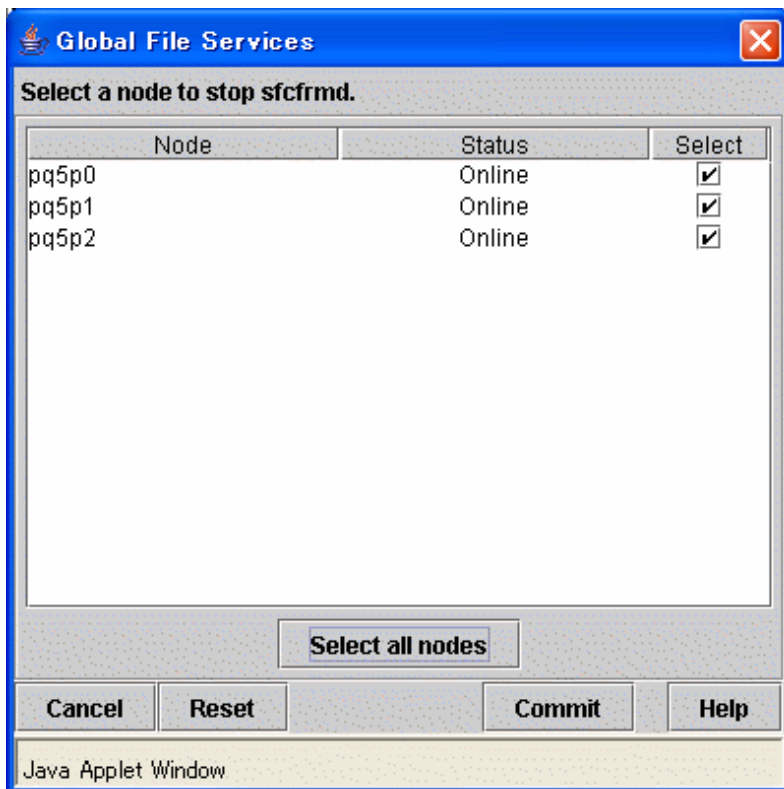 Global File Services
Select a node to stop sfcfrmd.
Node Status Select
pq5p0 Online
pq5p1 Online
pq5p2 Online
Select all nodes
Cancel Reset Commit Help
Java Applet Window